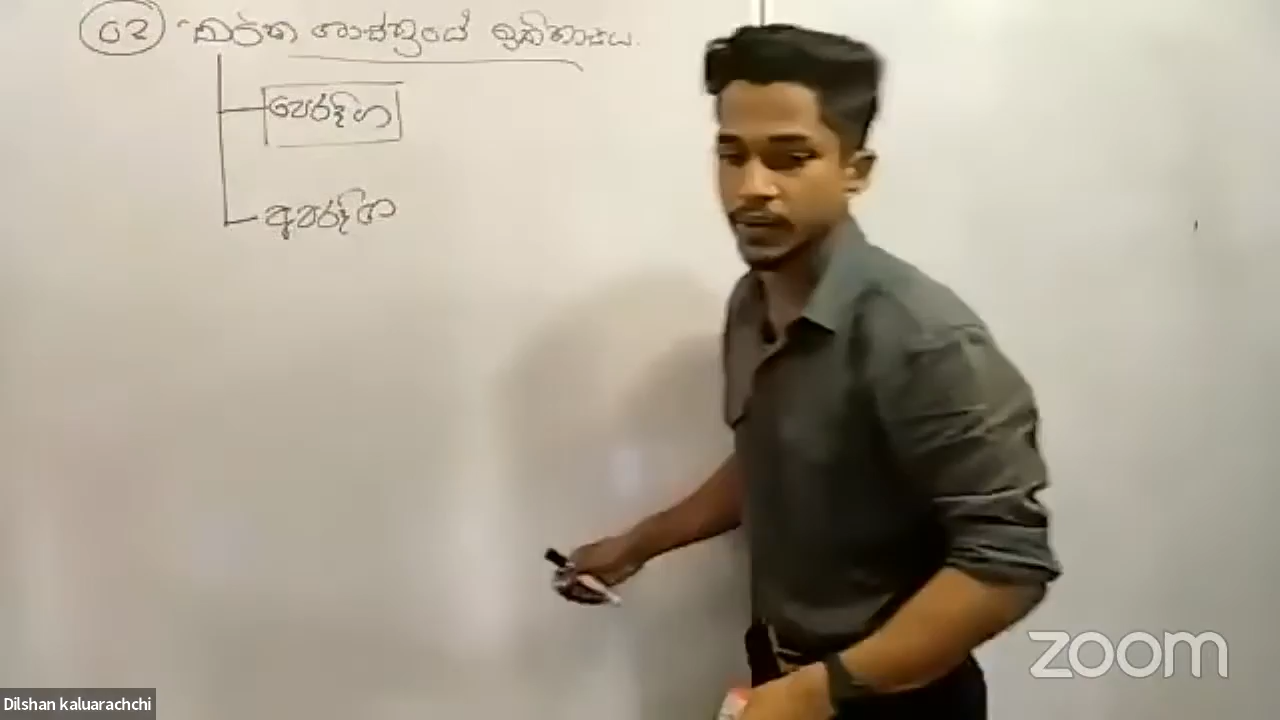 02 තර්ක ශාස්ත්‍රයේ ඉතිහාසය.
පෙරදිග
අපරදිග
zoom
Dilshan kaluarachchi